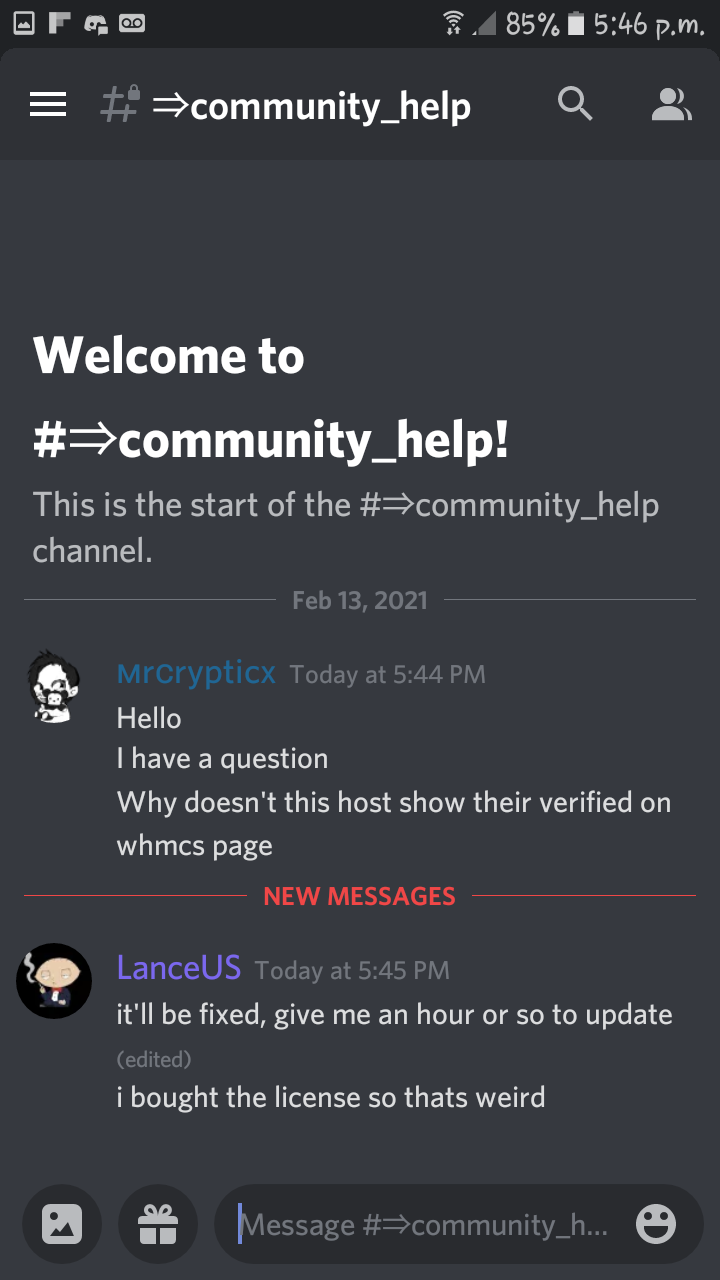 85% 5:46 p.m.
⇒community_help
Welcome to
#⇒community_help!
This is the start of the #⇒community_help
channel.
Feb 13, 2021
MrCrypticx Today at 5:44 PM
Hello
I have a question
Why doesn't this host show their verified on
whmcs page
NEW MESSAGES
LanceUS Today at 5:45 PM
it'll be fixed, give me an hour or so to update
(edited)
i bought the license so thats weird
Message #⇒community_h...